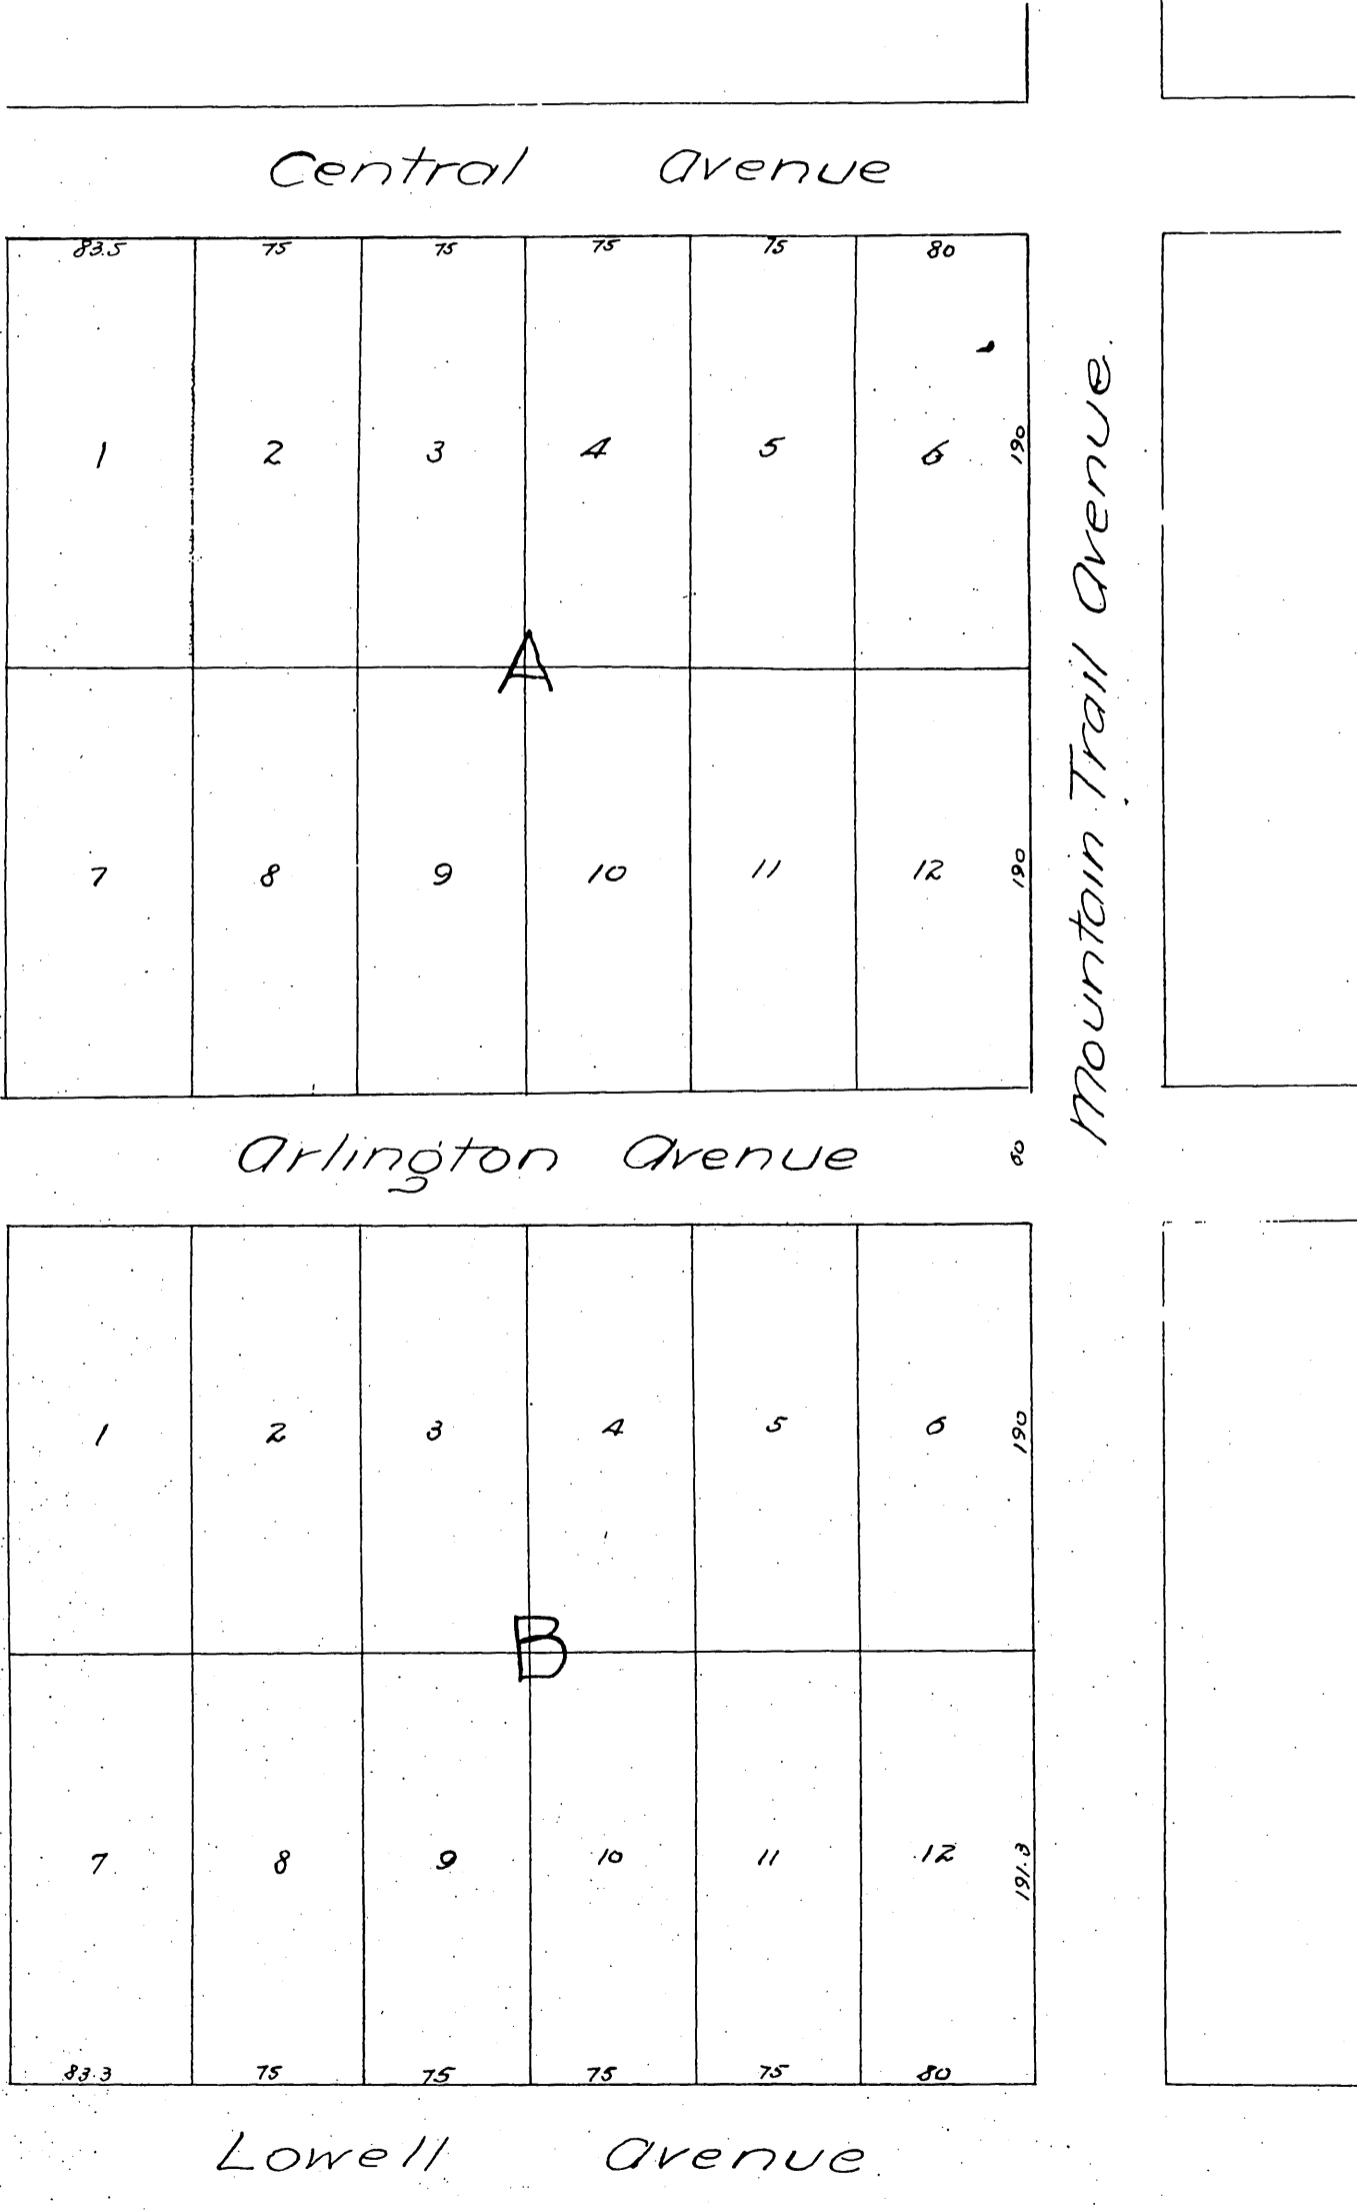 Central Avenue
83.5 75 75 75 75 80
1 2 3 4 5 6 190
A
7 8 9 10 11 12 190
Mountain Trail Avenue.
Arlington Avenue 60
1 2 3 4 5 6 190
B
7 8 9 10 11 12 191.3
83.3 75 75 75 75 80
Lowell Avenue.